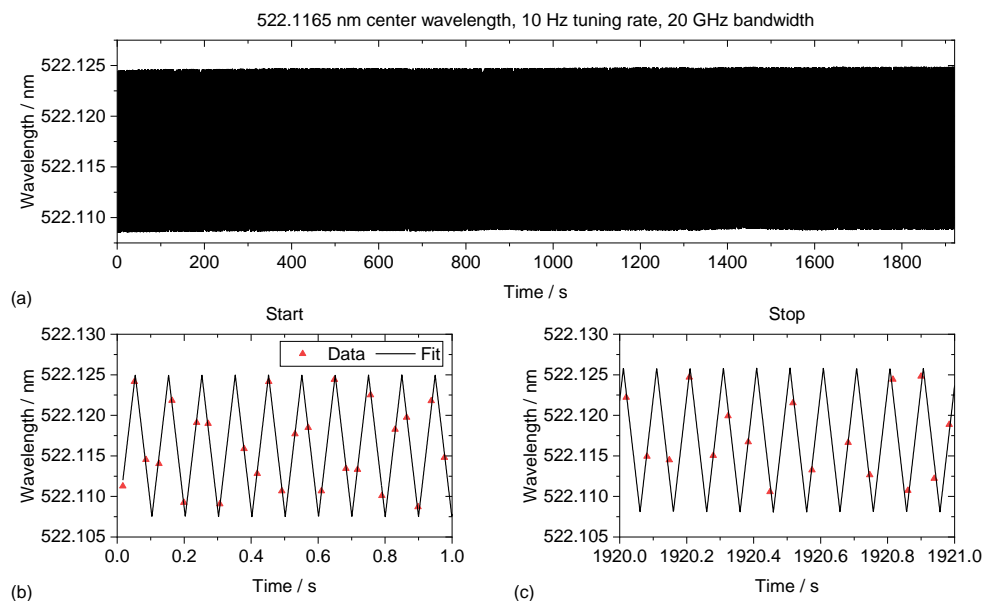 522.1165 nm center wavelength, 10 Hz tuning rate, 20 GHz bandwidth
522.125
522.120
522.115
522.110
Wavelength / nm
0 200 400 600 800 1000 1200 1400 1600 1800
Time / s
(a)
Start
522.130
522.125
522.120
522.115
522.110
522.105
Wavelength / nm
Data Fit
0.0 0.2 0.4 0.6 0.8 1.0
Time / s
(b)
Stop
522.130
522.125
522.120
522.115
522.110
522.105
Wavelength / nm
1920.0 1920.2 1920.4 1920.6 1920.8 1921.0
Time / s
(c)